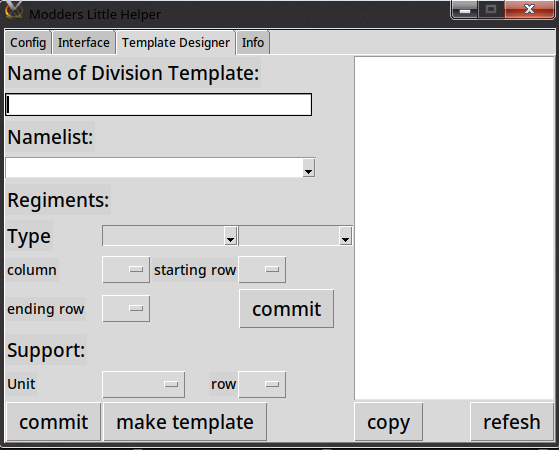 Modders Little Helper
Config Interface Template Designer Info
Name of Division Template:
Namelist:
Regiments:
Type
column starting row
ending row commit
Support:
Unit row
commit make template copy refesh